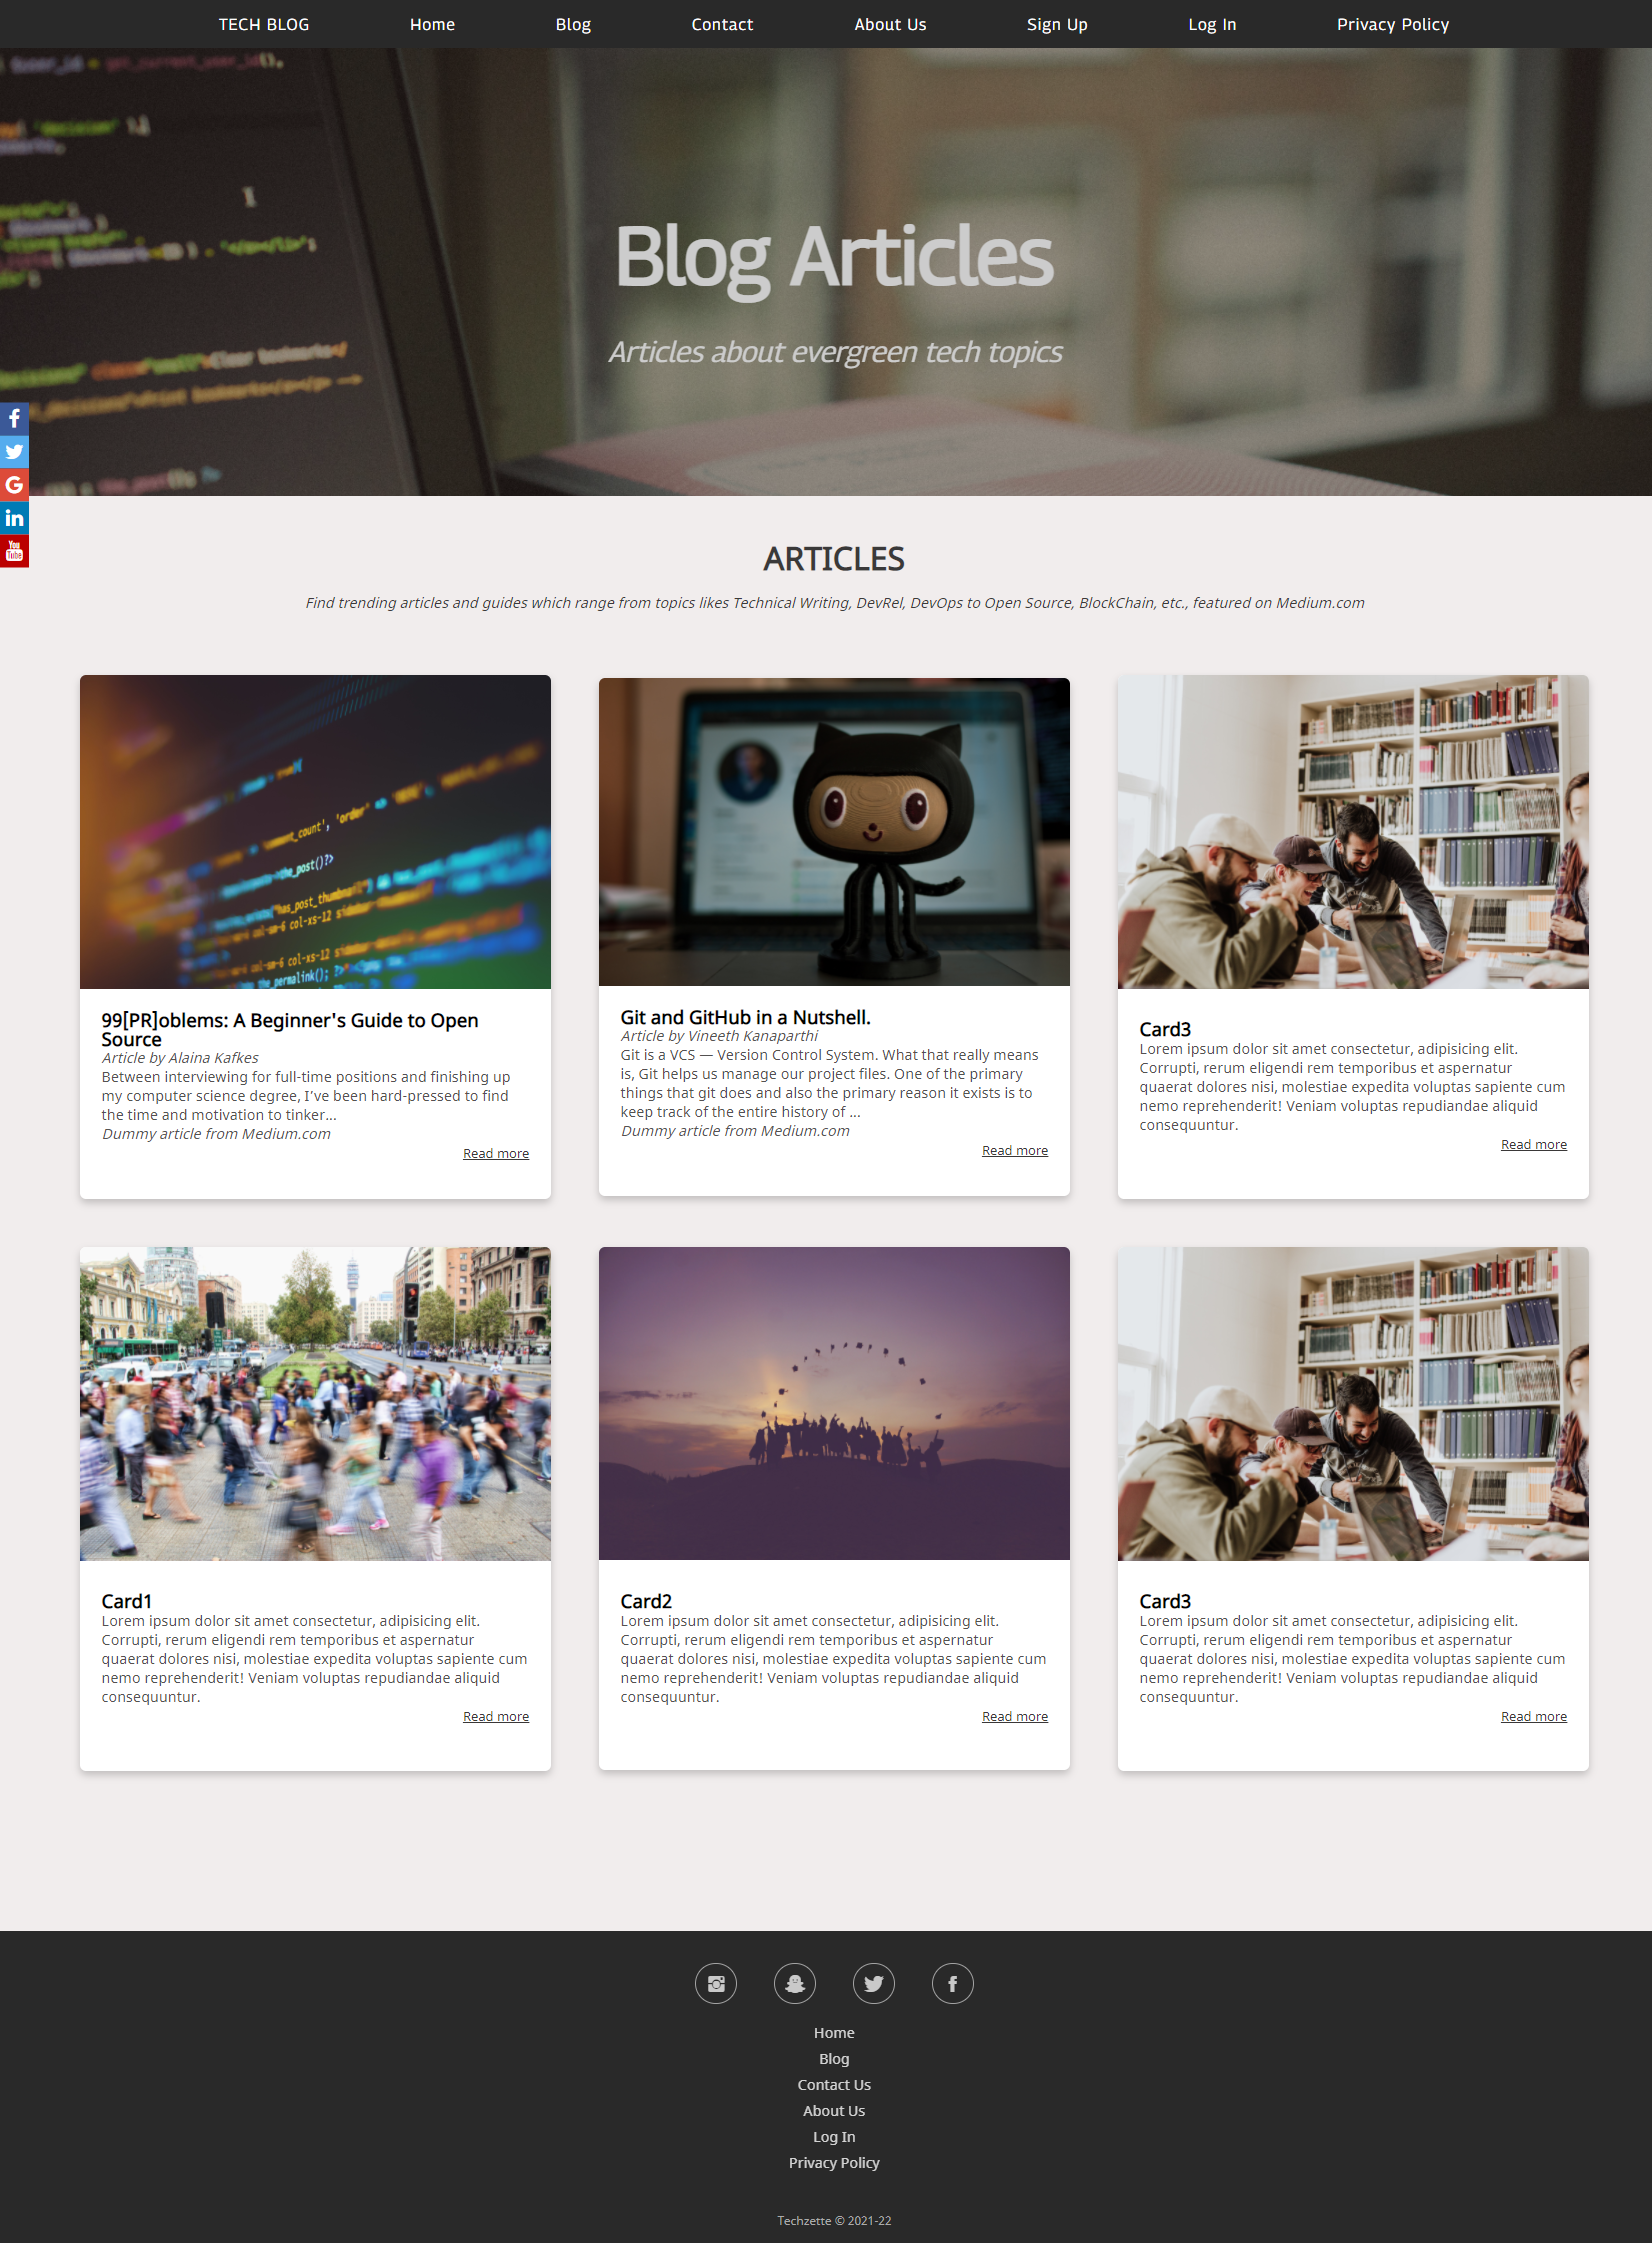 TECH BLOG Home Blog Contact About Us Sign Up Log In Privacy Policy
Blog Articles
Articles about evergreen tech topics
You
Tube
ARTICLES
Find trending articles and guides which range from topics likes Technical Writing, DevRel, DevOps to Open Source, BlockChain, etc., featured on Medium.com
99[PR]oblems: A Beginner's Guide to Open
Source
Article by Alaina Kafkes
Between interviewing for full-time positions and finishing up
my computer science degree, I've been hard-pressed to find
the time and motivation to tinker...
Dummy article from Medium.com
Read more
Git and GitHub in a Nutshell.
Article by Vineeth Kanaparthi
Git is a VCS — Version Control System. What that really means
is, Git helps us manage our project files. One of the primary
things that git does and also the primary reason it exists is to
keep track of the entire history of ...
Dummy article from Medium.com
Read more
Card3
Lorem ipsum dolor sit amet consectetur, adipisicing elit.
Corrupti, rerum eligendi rem temporibus et aspernatur
quaerat dolores nisi, molestiae expedita voluptas sapiente cum
nemo reprehenderit! Veniam voluptas repudiandae aliquid
consequuntur.
Read more
Card1
Lorem ipsum dolor sit amet consectetur, adipisicing elit.
Corrupti, rerum eligendi rem temporibus et aspernatur
quaerat dolores nisi, molestiae expedita voluptas sapiente cum
nemo reprehenderit! Veniam voluptas repudiandae aliquid
consequuntur.
Read more
Card2
Lorem ipsum dolor sit amet consectetur, adipisicing elit.
Corrupti, rerum eligendi rem temporibus et aspernatur
quaerat dolores nisi, molestiae expedita voluptas sapiente cum
nemo reprehenderit! Veniam voluptas repudiandae aliquid
consequuntur.
Read more
Card3
Lorem ipsum dolor sit amet consectetur, adipisicing elit.
Corrupti, rerum eligendi rem temporibus et aspernatur
quaerat dolores nisi, molestiae expedita voluptas sapiente cum
nemo reprehenderit! Veniam voluptas repudiandae aliquid
consequuntur.
Read more
Home
Blog
Contact Us
About Us
Log In
Privacy Policy
Techzette © 2021-22